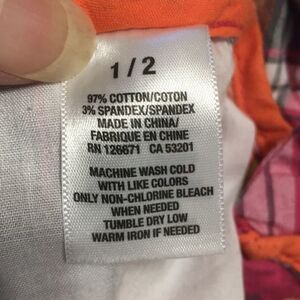 1 / 2
97% COTTON/COTON
3% SPANDEX/SPANDEX
MADE IN CHINA/
FABRIQUE EN CHINE
RN 126671 CA 53201
MACHINE WASH COLD
WITH LIKE COLORS
ONLY NON-CHLORINE BLEACH
WHEN NEEDED
TUMBLE DRY LOW
WARM IRON IF NEEDED